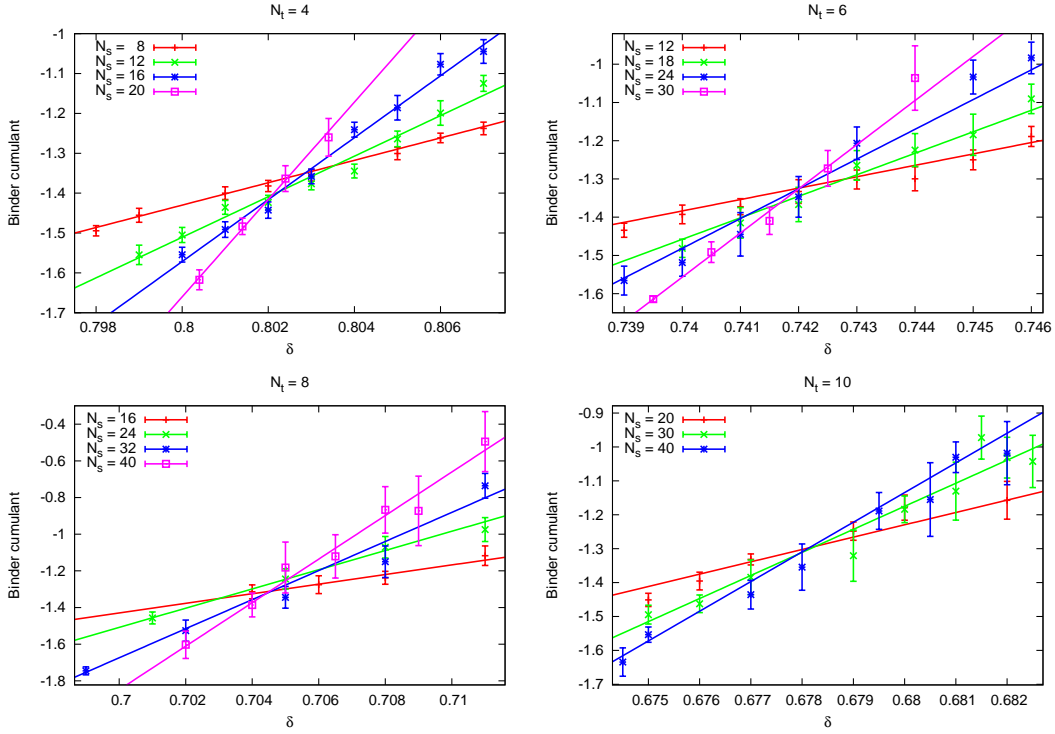 N_t = 4
Binder cumulant
-1
-1.1
-1.2
-1.3
-1.4
-1.5
-1.6
-1.7
N_s = 8
N_s = 12
N_s = 16
N_s = 20
0.798 0.8 0.802 0.804 0.806
δ
N_t = 6
Binder cumulant
-1
-1.1
-1.2
-1.3
-1.4
-1.5
-1.6
N_s = 12
N_s = 18
N_s = 24
N_s = 30
0.739 0.74 0.741 0.742 0.743 0.744 0.745 0.746
δ
N_t = 8
Binder cumulant
-0.4
-0.6
-0.8
-1
-1.2
-1.4
-1.6
-1.8
N_s = 16
N_s = 24
N_s = 32
N_s = 40
0.7 0.702 0.704 0.706 0.708 0.71
δ
N_t = 10
Binder cumulant
-0.9
-1
-1.1
-1.2
-1.3
-1.4
-1.5
-1.6
-1.7
N_s = 20
N_s = 30
N_s = 40
0.675 0.676 0.677 0.678 0.679 0.68 0.681 0.682
δ